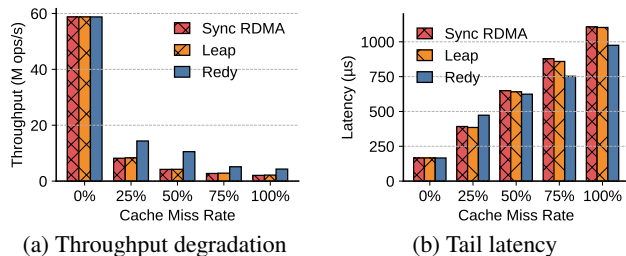 Throughput (M ops/s)
60
40
20
0
Sync RDMA
Leap
Redy
0% 25% 50% 75% 100%
Cache Miss Rate
(a) Throughput degradation
Latency (µs)
1000
750
500
250
0
Sync RDMA
Leap
Redy
0% 25% 50% 75% 100%
Cache Miss Rate
(b) Tail latency